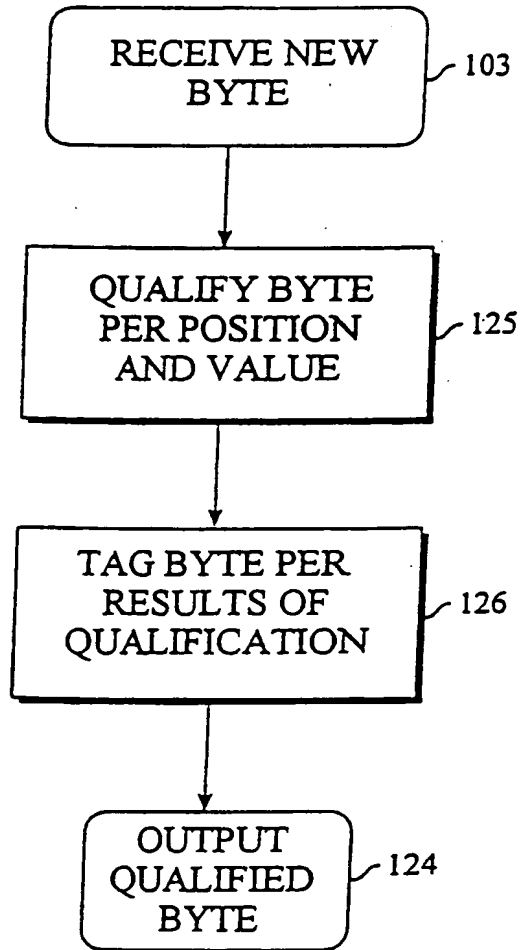 RECEIVE NEW
BYTE
103
QUALIFY BYTE
PER POSITION
AND VALUE
125
TAG BYTE PER
RESULTS OF
QUALIFICATION
126
OUTPUT
QUALIFIED
BYTE
124